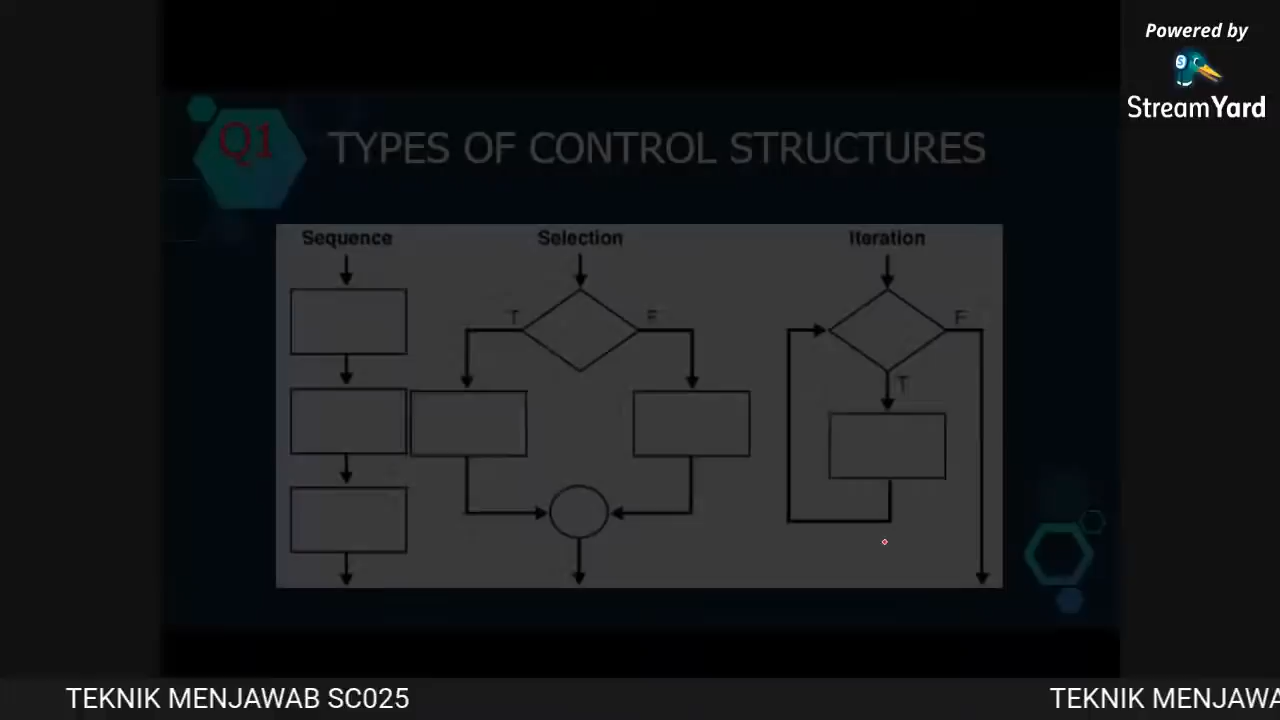 Powered by
StreamYard
Q1
TYPES OF CONTROL STRUCTURES
Sequence
Selection
Iteration
T
F
F
T
TEKNIK MENJAWAB SC025
TEKNIK MENJAWA